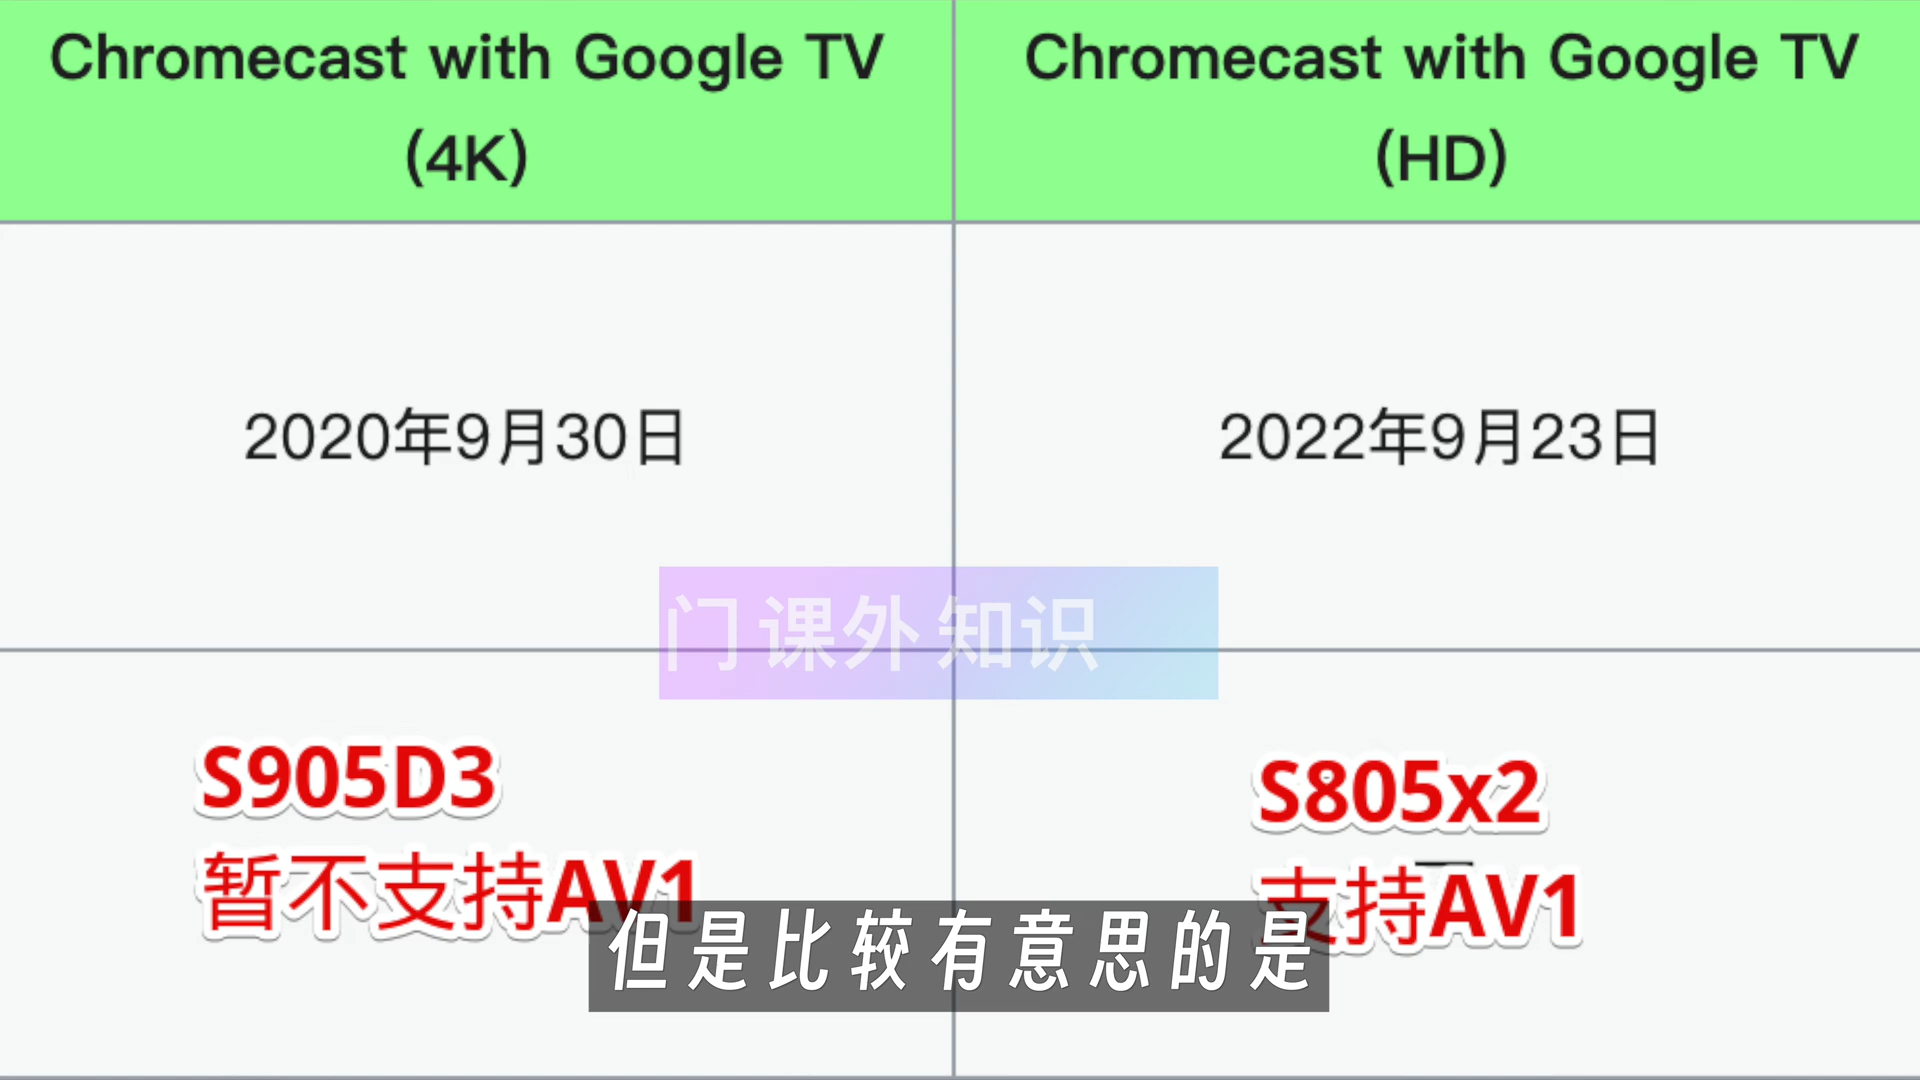 Chromecast with Google TV
(4K)
Chromecast with Google TV
(HD)
2020年9月30日
2022年9月23日
门课外知识
S905D3
暂不支持AV1
S805x2
支持AV1
但是比较有意思的是